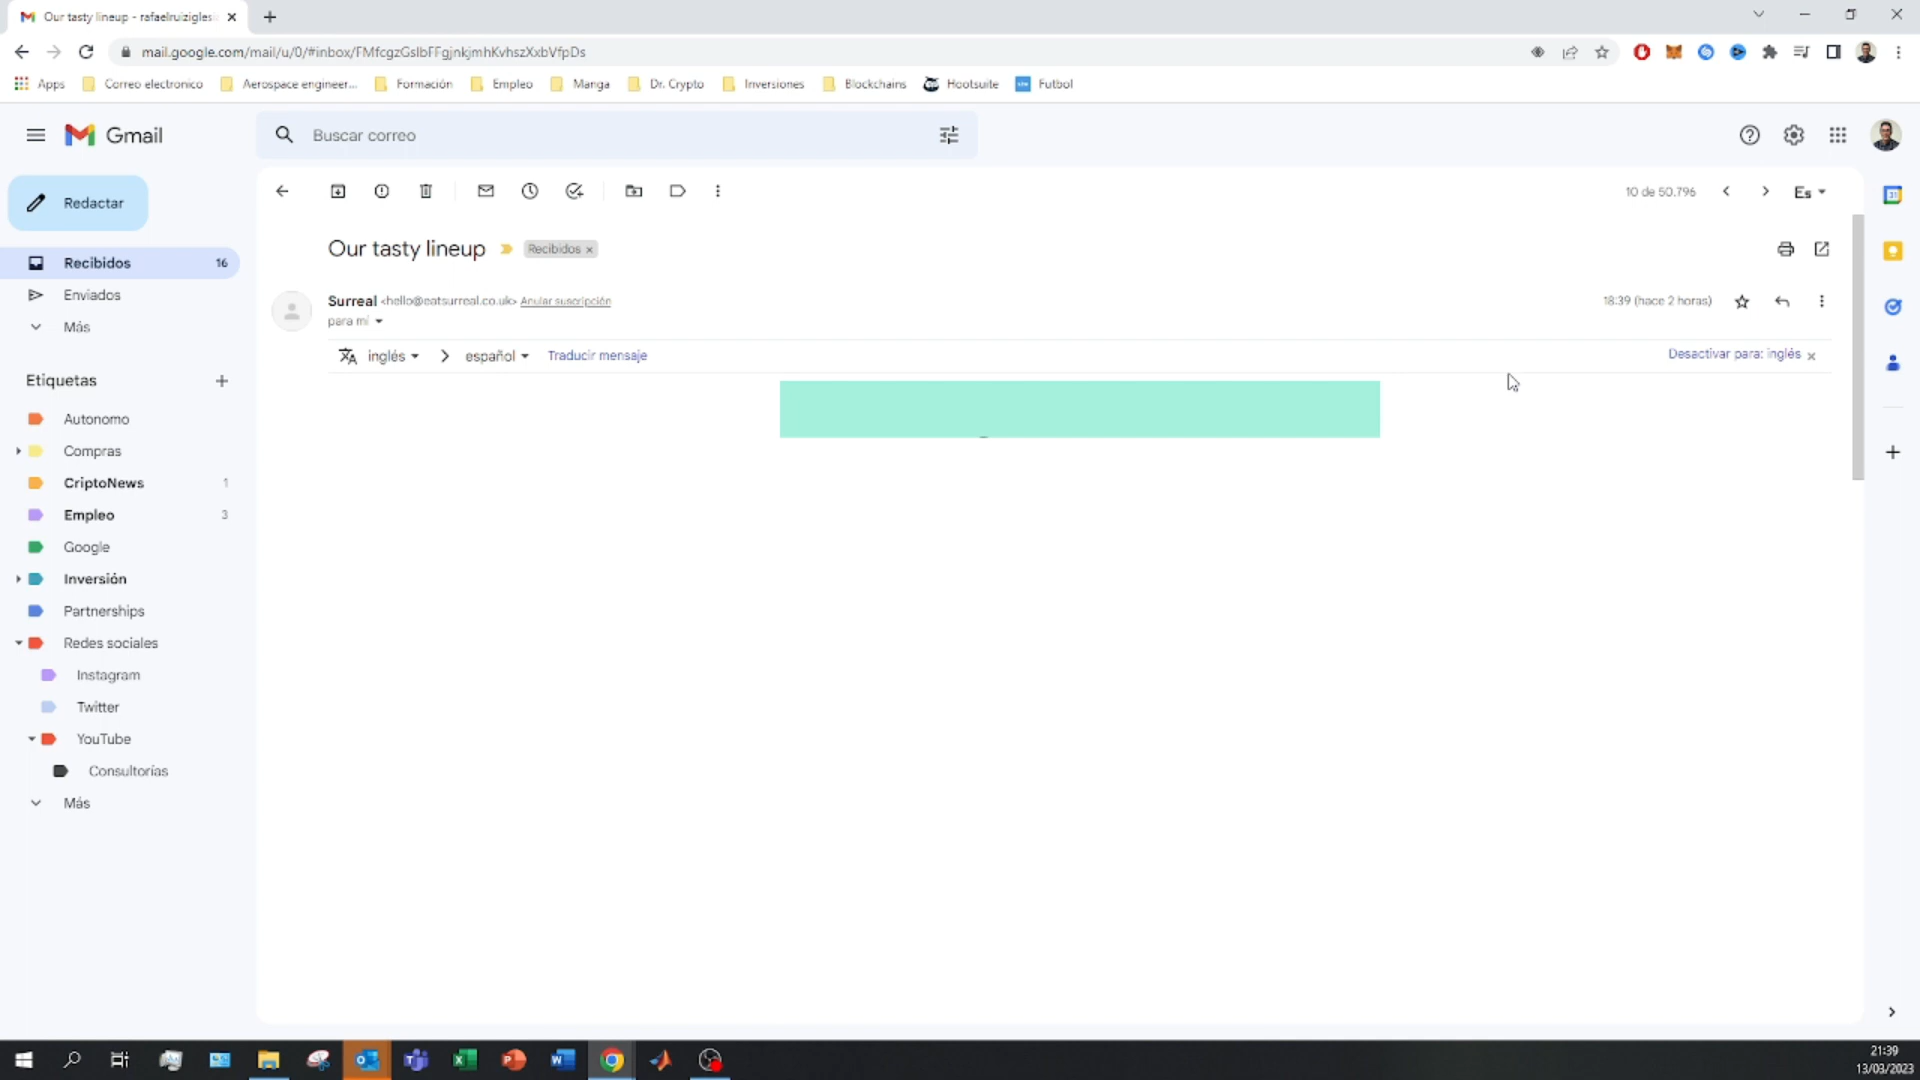 Our tasty lineup - rafaelruizigles
mail.google.com/mail/u/0/#inbox/FMfcgzGslbFFgjnkjmhKvhszXxbVfpDs
Apps
Correo electronico
Aerospace engineer...
Formación
Empleo
Manga
Dr. Crypto
Inversiones
Blockchains
Hootsuite
Futbol
Gmail
Buscar correo
Redactar
10 de 50.796
Es
Recibidos 16
Enviados
Más
Our tasty lineup
Recibidos x
Surreal <hello@eatsurreal.co.uk> Anular suscripción
18:39 (hace 2 horas)
para mí
inglés
español
Traducir mensaje
Desactivar para: inglés x
Etiquetas
Autonomo
Compras
CriptoNews 1
Empleo 3
Google
Inversión
Partnerships
Redes sociales
Instagram
Twitter
YouTube
Consultorías
Más
21:39
13/03/2023